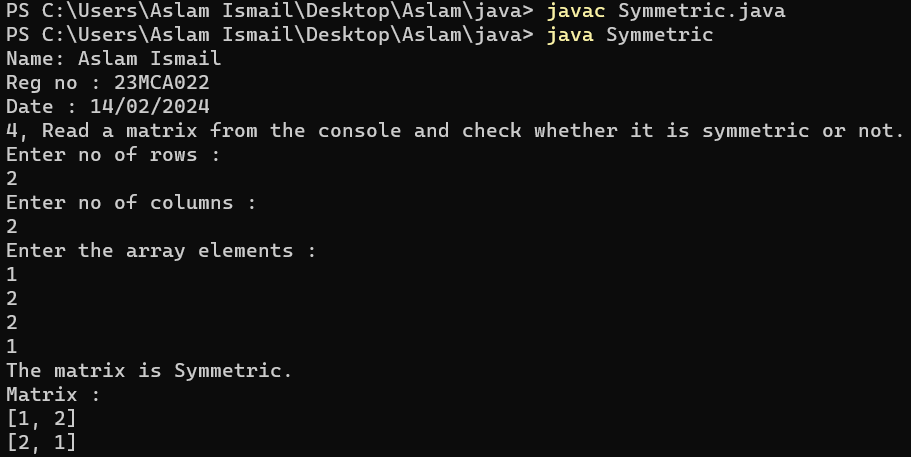 PS C:\Users\Aslam Ismail\Desktop\Aslam\java> javac Symmetric.java
PS C:\Users\Aslam Ismail\Desktop\Aslam\java> java Symmetric
Name: Aslam Ismail
Reg no : 23MCA022
Date : 14/02/2024
4, Read a matrix from the console and check whether it is symmetric or not.
Enter no of rows :
2
Enter no of columns :
2
Enter the array elements :
1
2
2
1
The matrix is Symmetric.
Matrix :
[1, 2]
[2, 1]